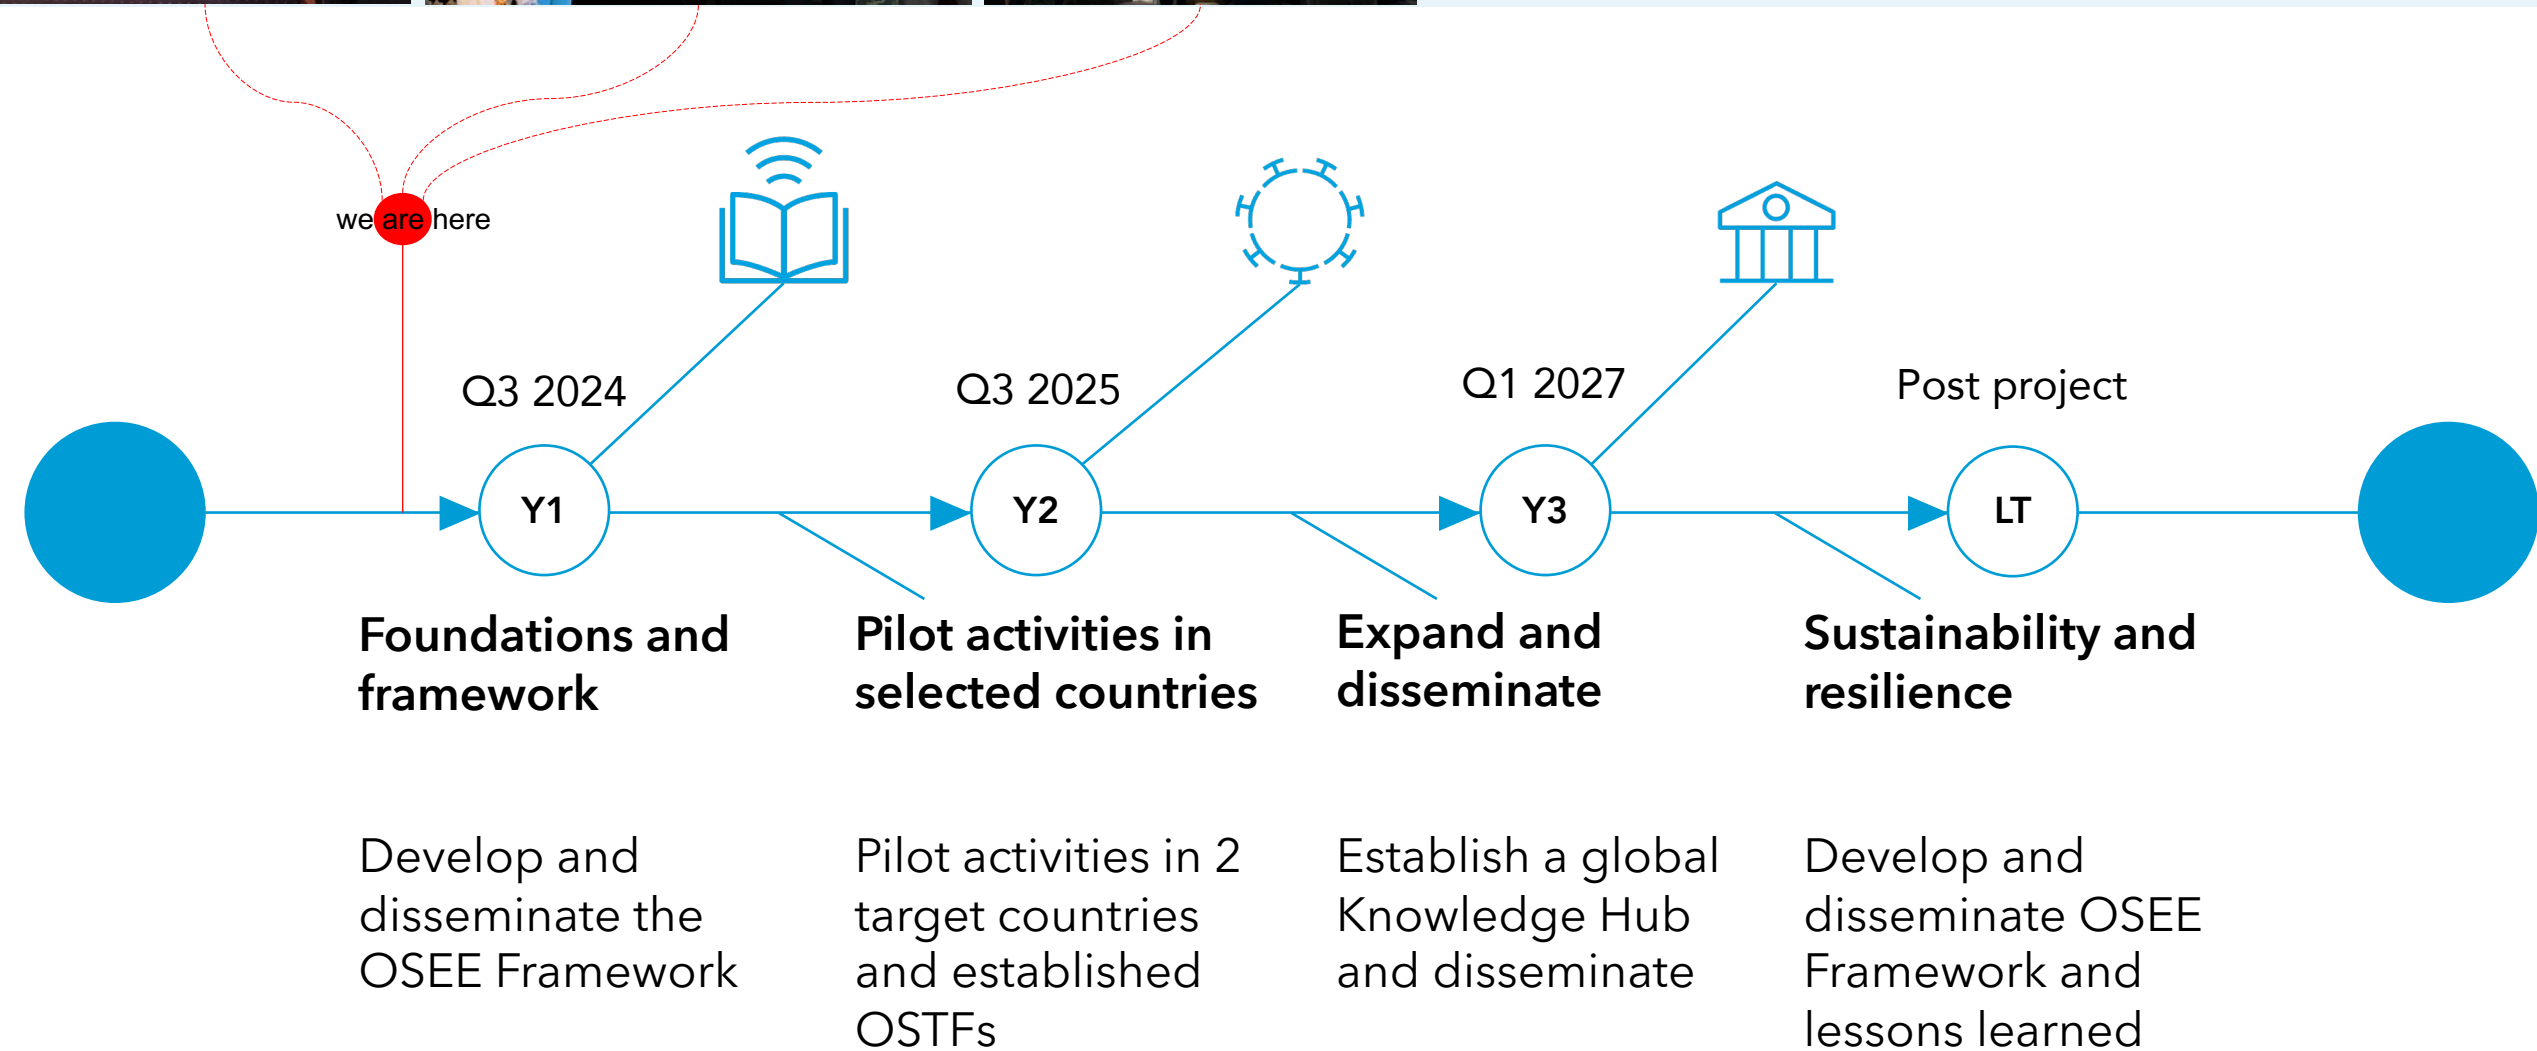 we are here
Q3 2024
Q3 2025
Q1 2027
Post project
Y1
Y2
Y3
LT
Foundations and
framework
Pilot activities in
selected countries
Expand and
disseminate
Sustainability and
resilience
Develop and
disseminate the
OSEE Framework
Pilot activities in 2
target countries
and established
OSTFs
Establish a global
Knowledge Hub
and disseminate
Develop and
disseminate OSEE
Framework and
lessons learned